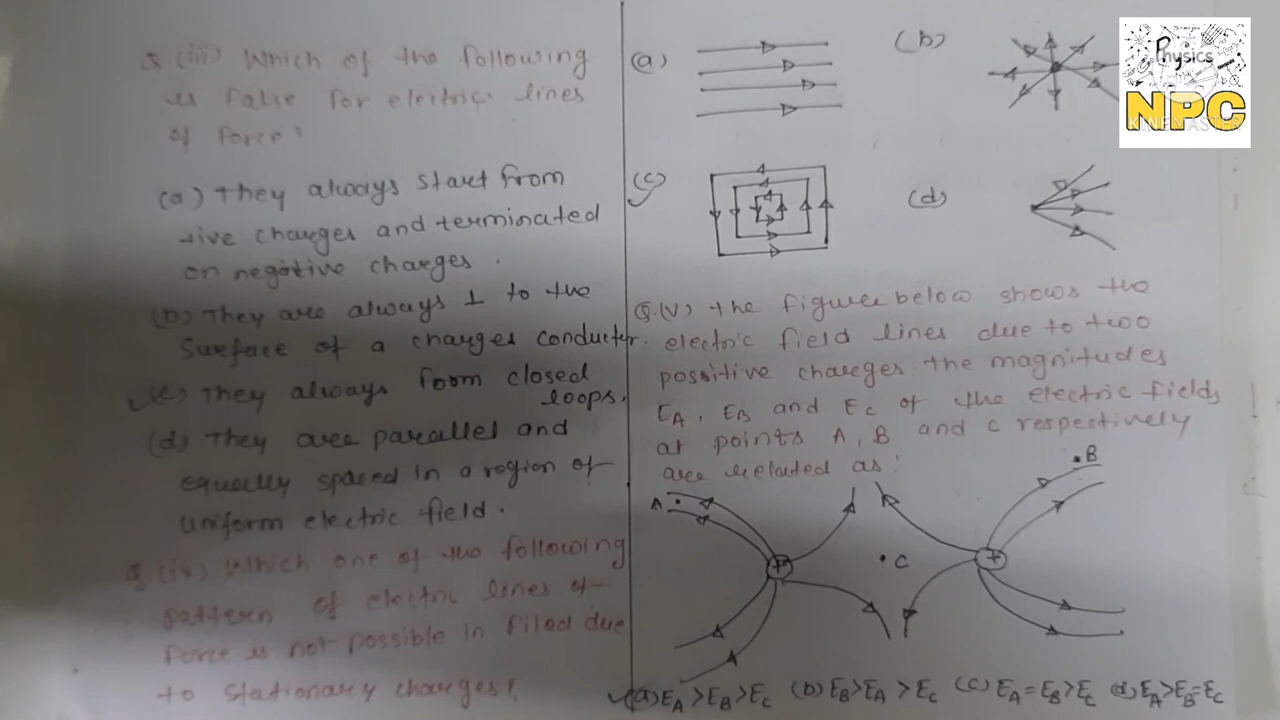 Q (iii) Which of the following
is false for electric lines
of force?
(a) They always start from
+ive charges and terminated
on negative charges.
(b) They are always ⊥ to the
surface of a charges conductor.
(c) They always form closed
loops.
(d) They are parallel and
equally spaced in a region of
uniform electric field.
Q (iv) Which one of the following
pattern of electric lines of
force is not possible in filed due
to stationary charges?
(a)
(b)
(c)
(d)
Q.(V) the figure below shows the
electric field lines due to two
possitive charges the magnitudes
EA, EB and EC of the electric fields
at points A, B and C respectively
are related as:
A
B
+
C
+
(a) EA > EB > EC (b) EB > EA > EC (c) EA = EB > EC (d) EA > EB = EC
Physics
NPC
KINEMASTER